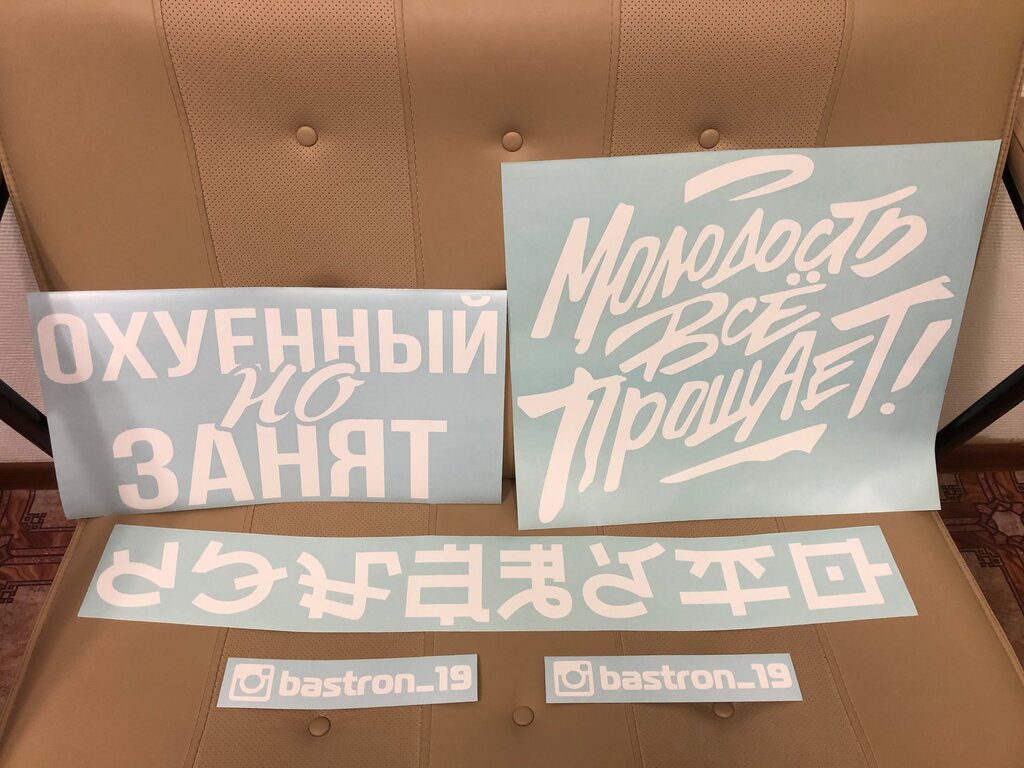 ОХУЕННЫЙ
но
ЗАНЯТ
МОЛОДОСТЬ
ВСЁ
ПРОЩАЕТ!
bastron_19
bastron_19